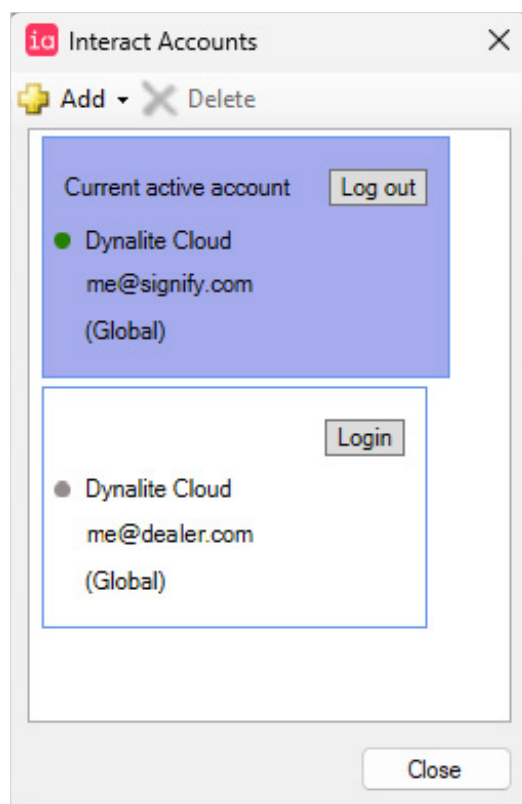 ia Interact Accounts
Add Delete
Current active account Log out
Dynalite Cloud
me@signify.com
(Global)
Login
Dynalite Cloud
me@dealer.com
(Global)
Close